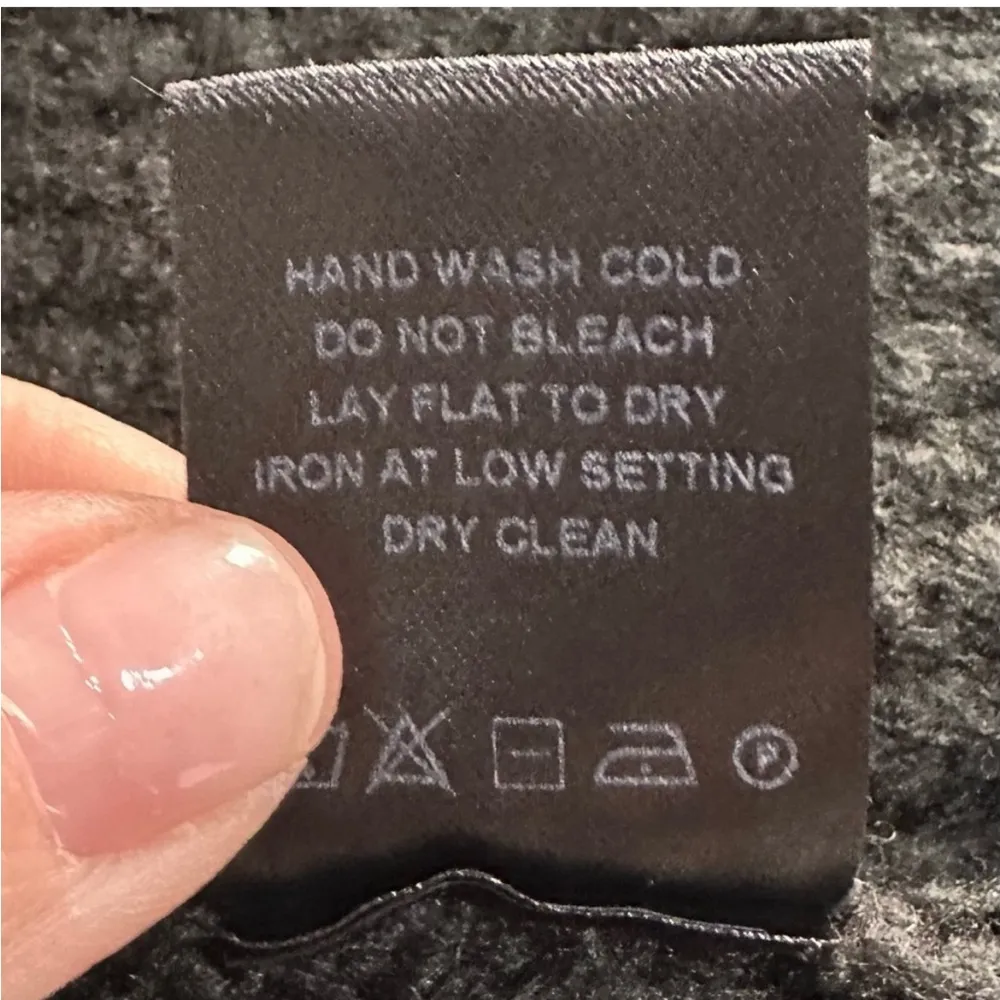 HAND WASH COLD
DO NOT BLEACH
LAY FLAT TO DRY
IRON AT LOW SETTING
DRY CLEAN
P